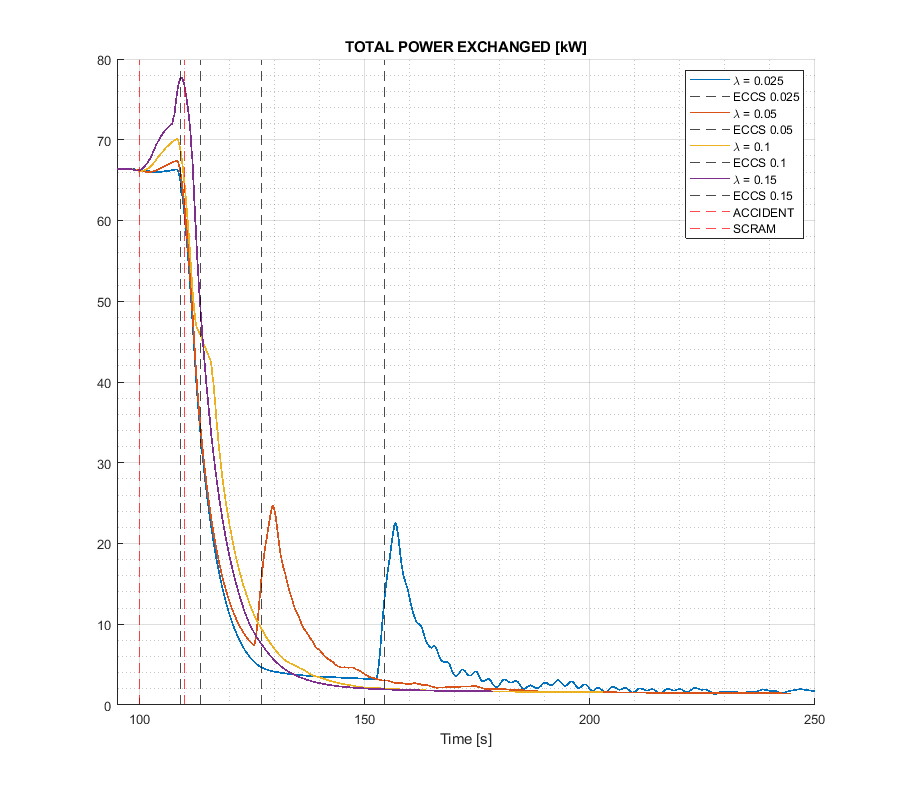 TOTAL POWER EXCHANGED [kW]
80
70
60
50
40
30
20
10
0
λ = 0.025
ECCS 0.025
λ = 0.05
ECCS 0.05
λ = 0.1
ECCS 0.1
λ = 0.15
ECCS 0.15
ACCIDENT
SCRAM
100 150 200 250
Time [s]